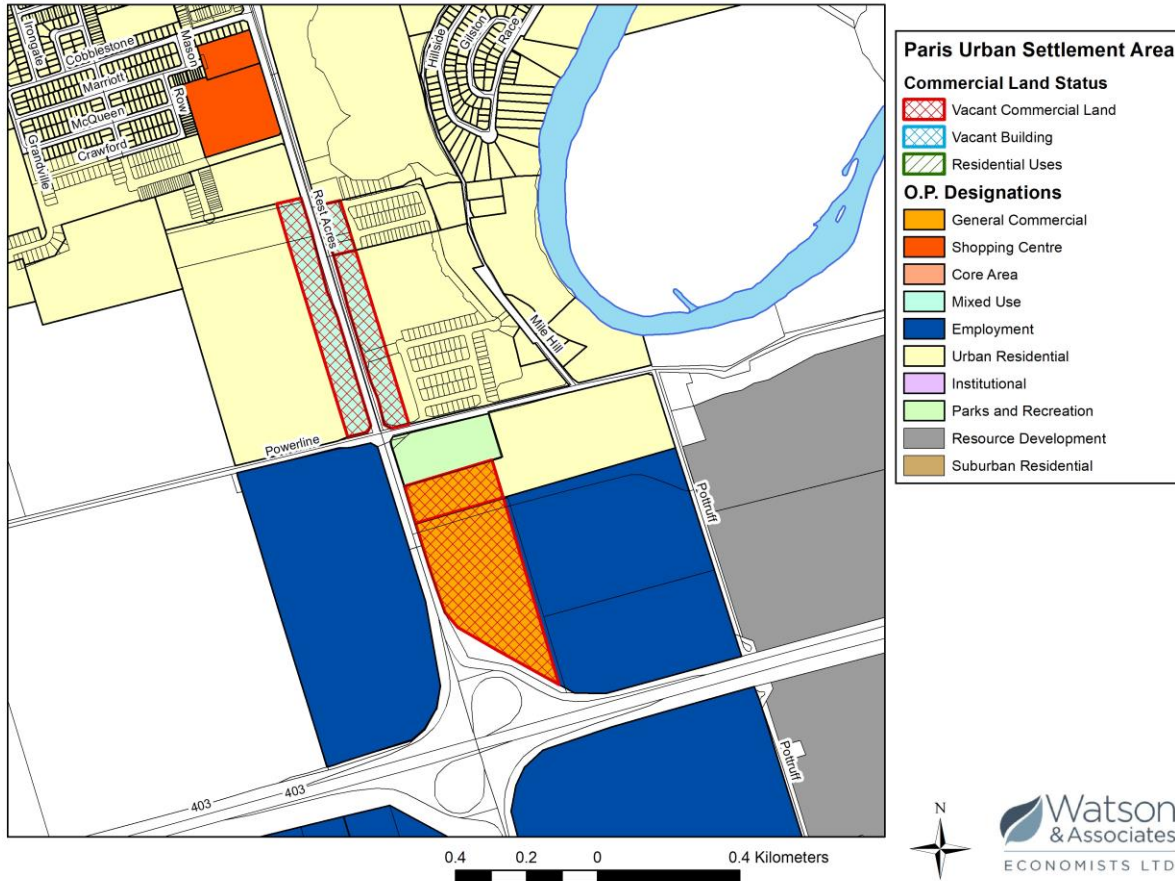 Irongate
Cobblestone
Mason
Marriott
McQueen
Row
Crawford
Grandville
Hillside
Gilston
Race
Rest Acres
Mile Hill
Powerline
Pottruff
403
403
Pottruff
Paris Urban Settlement Area
Commercial Land Status
Vacant Commercial Land
Vacant Building
Residential Uses
O.P. Designations
General Commercial
Shopping Centre
Core Area
Mixed Use
Employment
Urban Residential
Institutional
Parks and Recreation
Resource Development
Suburban Residential
0.4 0.2 0 0.4 Kilometers
N
Watson
& Associates
ECONOMISTS LTD